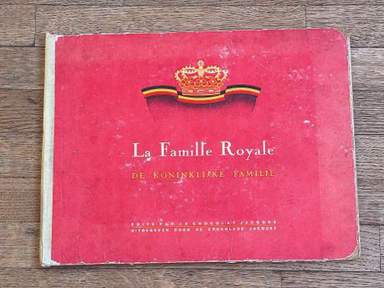 La Famille Royale
DE KONINKLIJKE FAMILIE
EDITE PAR LE CHOCOLAT JACQUES
UITGEGEVEN DOOR DE CHOCOLADE JACQUES